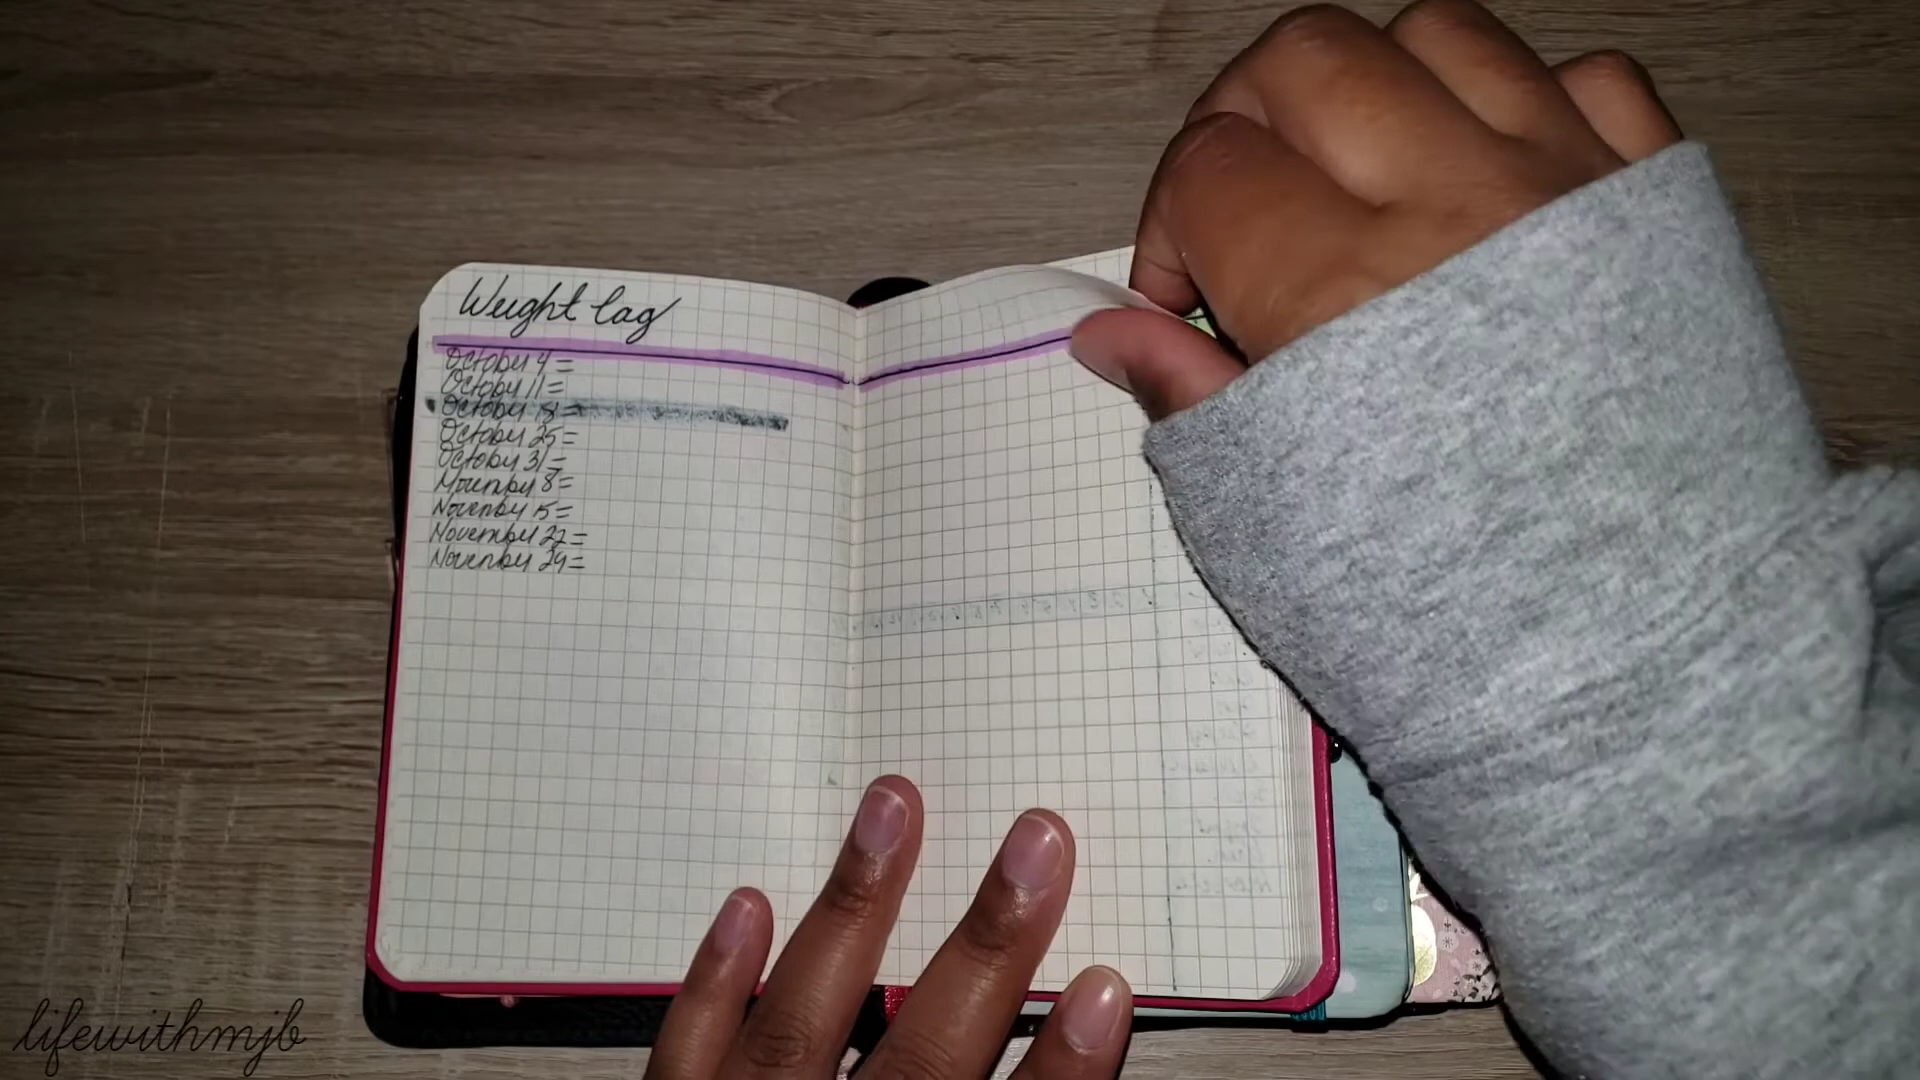 Weight log
October 4=
October 11=
October 18=
October 25=
October 31=
November 8=
November 15=
November 22=
November 29=
lifewithmjb